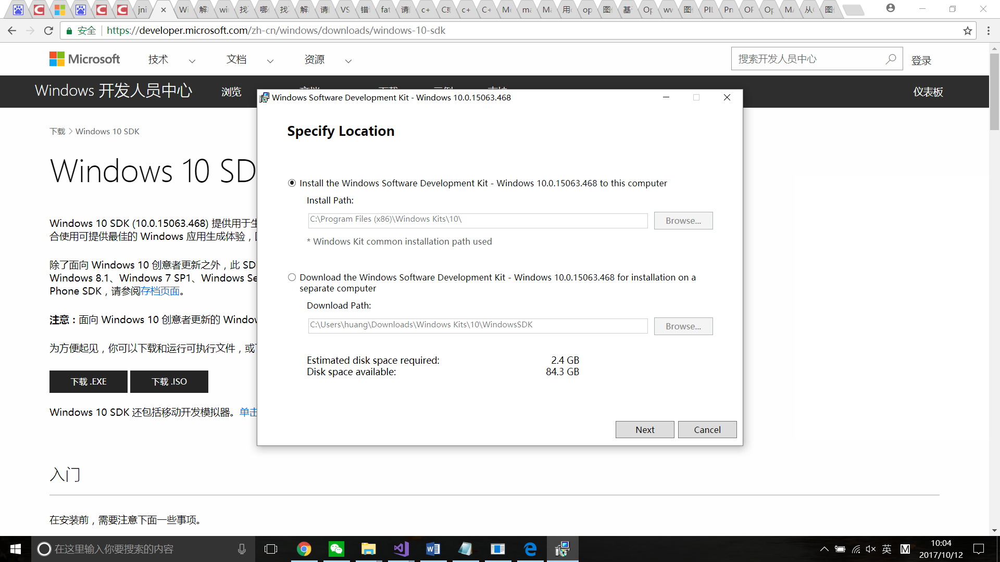 jni
Wi
解
wi
找
哪
找
解
请
VS
错
fat
请
c+
C
c+
C+
Me
ma
Ma
用
op
图
基
Op
wv
图
PIL
Pn
OF
Op
MA
从
图
安全
https://developer.microsoft.com/zh-cn/windows/downloads/windows-10-sdk
Microsoft
技术
文档
资源
搜索开发人员中心
登录
Windows 开发人员中心
浏览
仪表板
Windows Software Development Kit - Windows 10.0.15063.468
下载
Windows 10 SDK
Specify Location
Windows 10 SD
Install the Windows Software Development Kit - Windows 10.0.15063.468 to this computer
Install Path:
C:\Program Files (x86)\Windows Kits\10\
Browse...
* Windows Kit common installation path used
Windows 10 SDK (10.0.15063.468) 提供用于生
合使用可提供最佳的 Windows 应用生成体验，
除了面向 Windows 10 创意者更新之外，此 SD
Windows 8.1、Windows 7 SP1、Windows Se
Phone SDK，请参阅存档页面。
Download the Windows Software Development Kit - Windows 10.0.15063.468 for installation on a
separate computer
Download Path:
C:\Users\huang\Downloads\Windows Kits\10\WindowsSDK
Browse...
注意：面向 Windows 10 创意者更新的 Window
为方便起见，你可以下载和运行可执行文件，或
Estimated disk space required: 2.4 GB
Disk space available: 84.3 GB
下载 .EXE
下载 .ISO
Windows 10 SDK 还包括移动开发模拟器。单击
Next
Cancel
入门
在安装前，需要注意下面一些事项。
在这里输入你要搜索的内容
英
M
10:04
2017/10/12